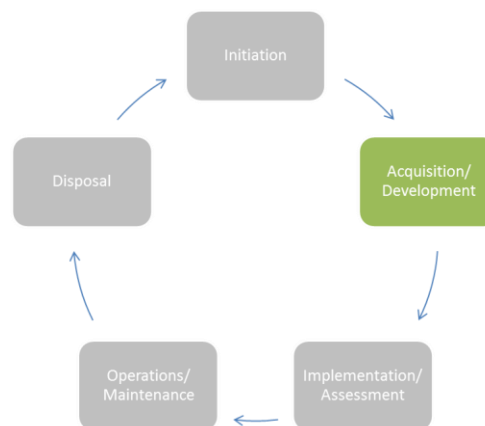 Initiation
Acquisition/
Development
Implementation/
Assessment
Operations/
Maintenance
Disposal